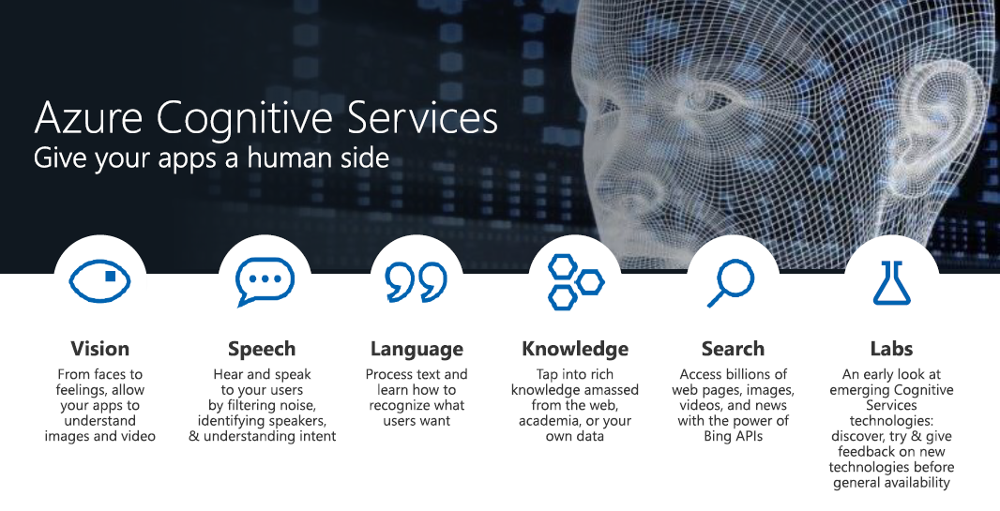 Azure Cognitive Services
Give your apps a human side
Vision
From faces to
feelings, allow
your apps to
understand
images and video
Speech
Hear and speak
to your users
by filtering noise,
identifying speakers,
& understanding intent
Language
Process text and
learn how to
recognize what
users want
Knowledge
Tap into rich
knowledge amassed
from the web,
academia, or your
own data
Search
Access billions of
web pages, images,
videos, and news
with the power of
Bing APIs
Labs
An early look at
emerging Cognitive
Services
technologies:
discover, try & give
feedback on new
technologies before
general availability